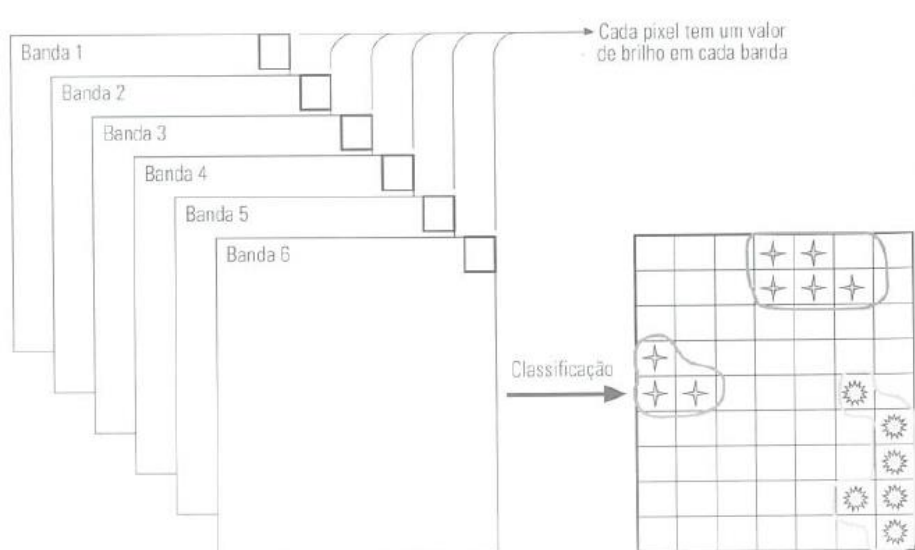 Cada pixel tem um valor
de brilho em cada banda
Banda 1
Banda 2
Banda 3
Banda 4
Banda 5
Banda 6
Classificação